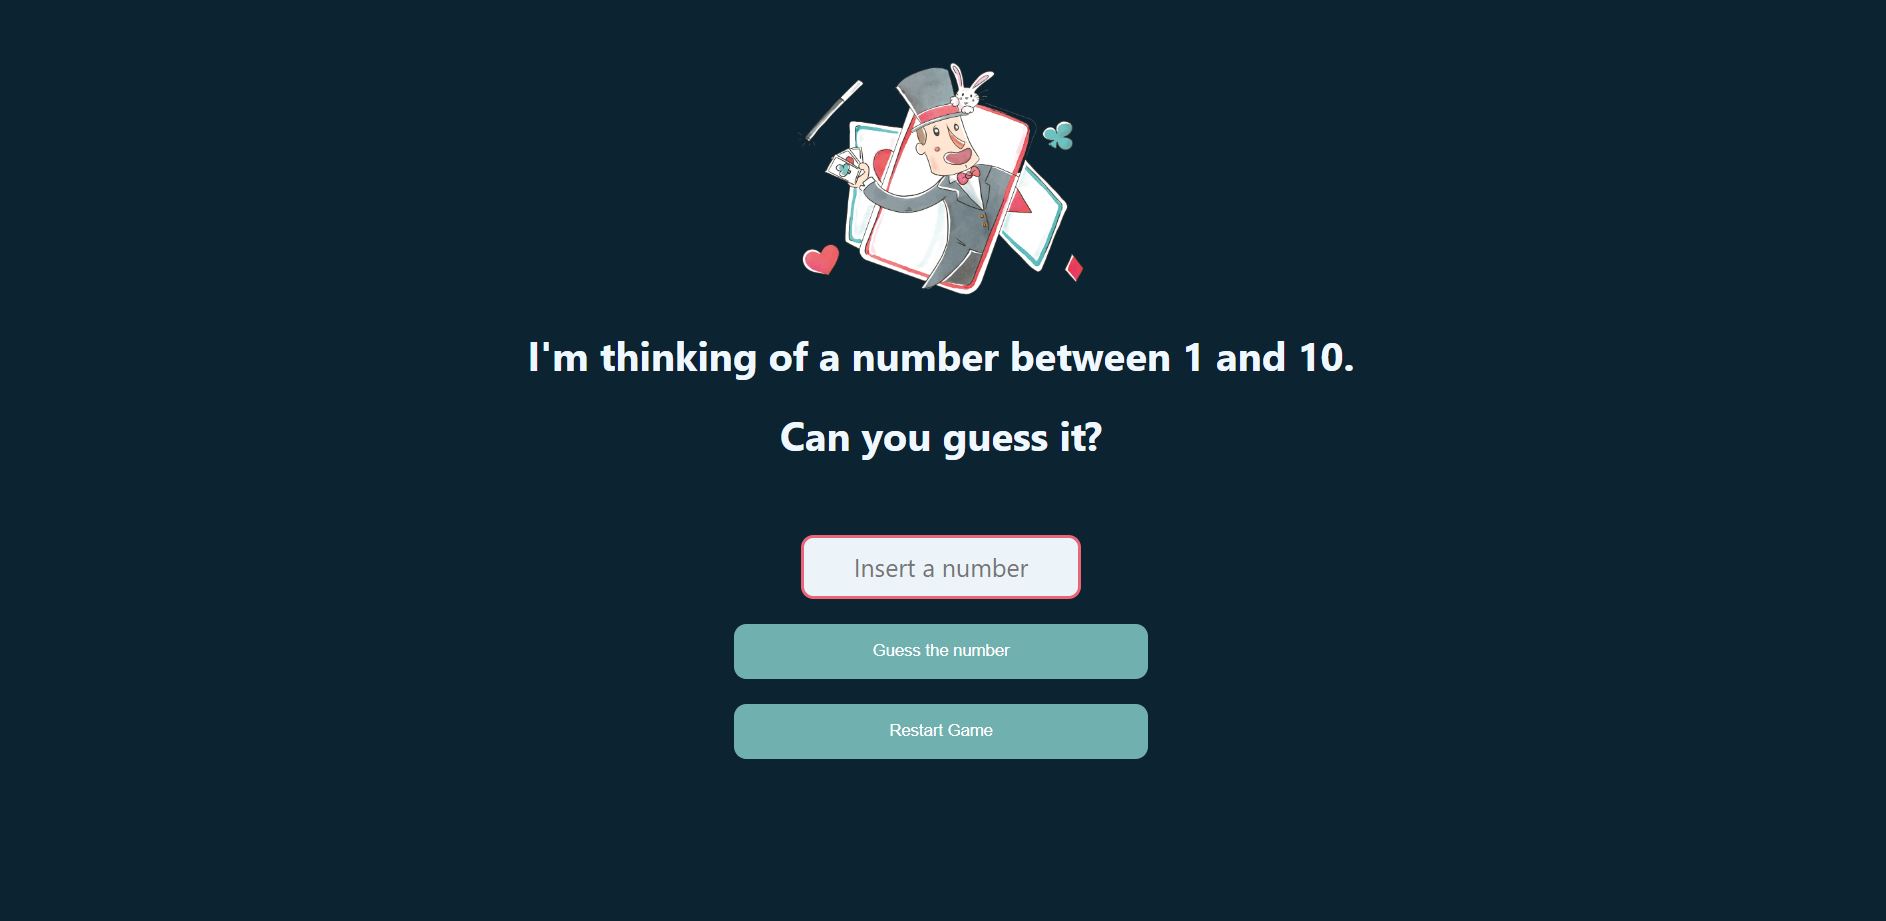 I'm thinking of a number between 1 and 10.
Can you guess it?
Insert a number
Guess the number
Restart Game